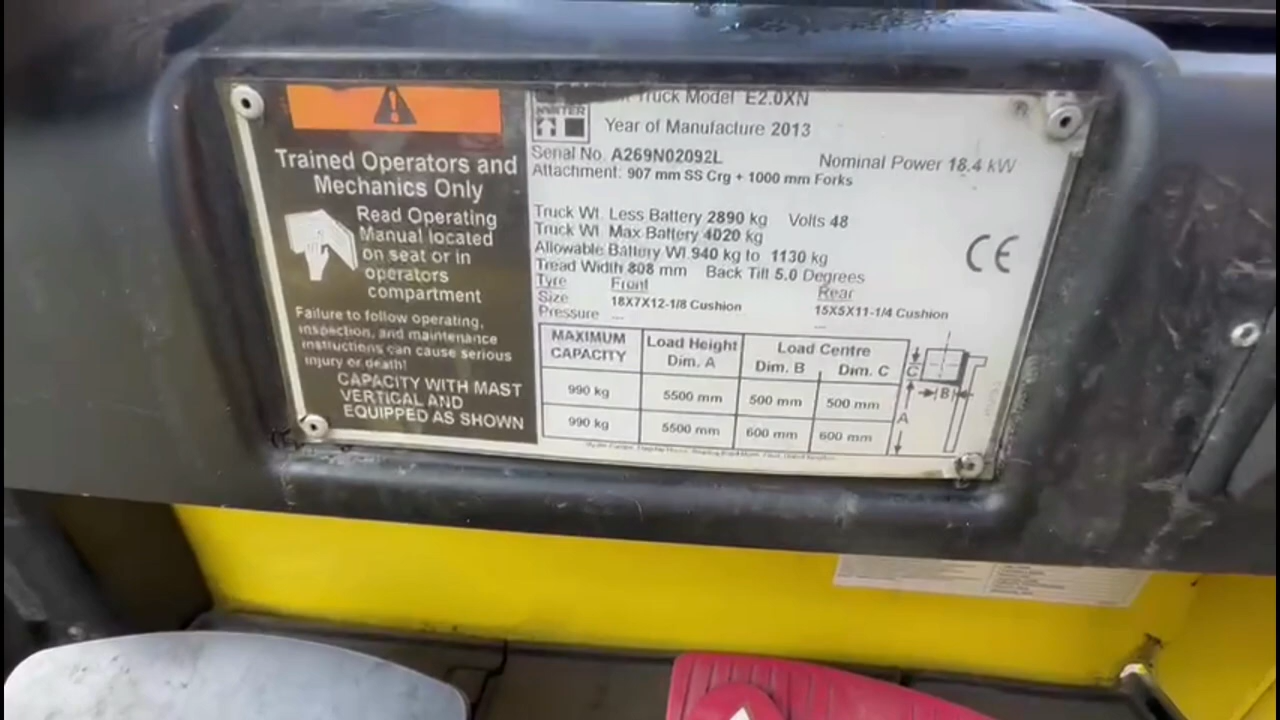 Trained Operators and
Mechanics Only
Read Operating
Manual located
on seat or in
operators
compartment
Failure to follow operating,
inspection, and maintenance
instructions can cause serious
injury or death!
CAPACITY WITH MAST
VERTICAL AND
EQUIPPED AS SHOWN
HYSTER
Truck Model E2.0XN
Year of Manufacture 2013
Serial No. A269N02092L Nominal Power 18.4 kW
Attachment: 907 mm SS Crg + 1000 mm Forks
Truck Wt. Less Battery 2890 kg Volts 48
Truck Wt. Max Battery 4020 kg
Allowable Battery Wt 940 kg to 1130 kg
Tread Width 808 mm Back Tilt 5.0 Degrees
Tyre Front Rear
Size 18X7X12-1/8 Cushion 15X5X11-1/4 Cushion
Pressure --- ---
CE
MAXIMUM CAPACITY Load Height Dim. A Load Centre Dim. B Dim. C
990 kg 5500 mm 500 mm 500 mm
990 kg 5500 mm 600 mm 600 mm
C
B
A